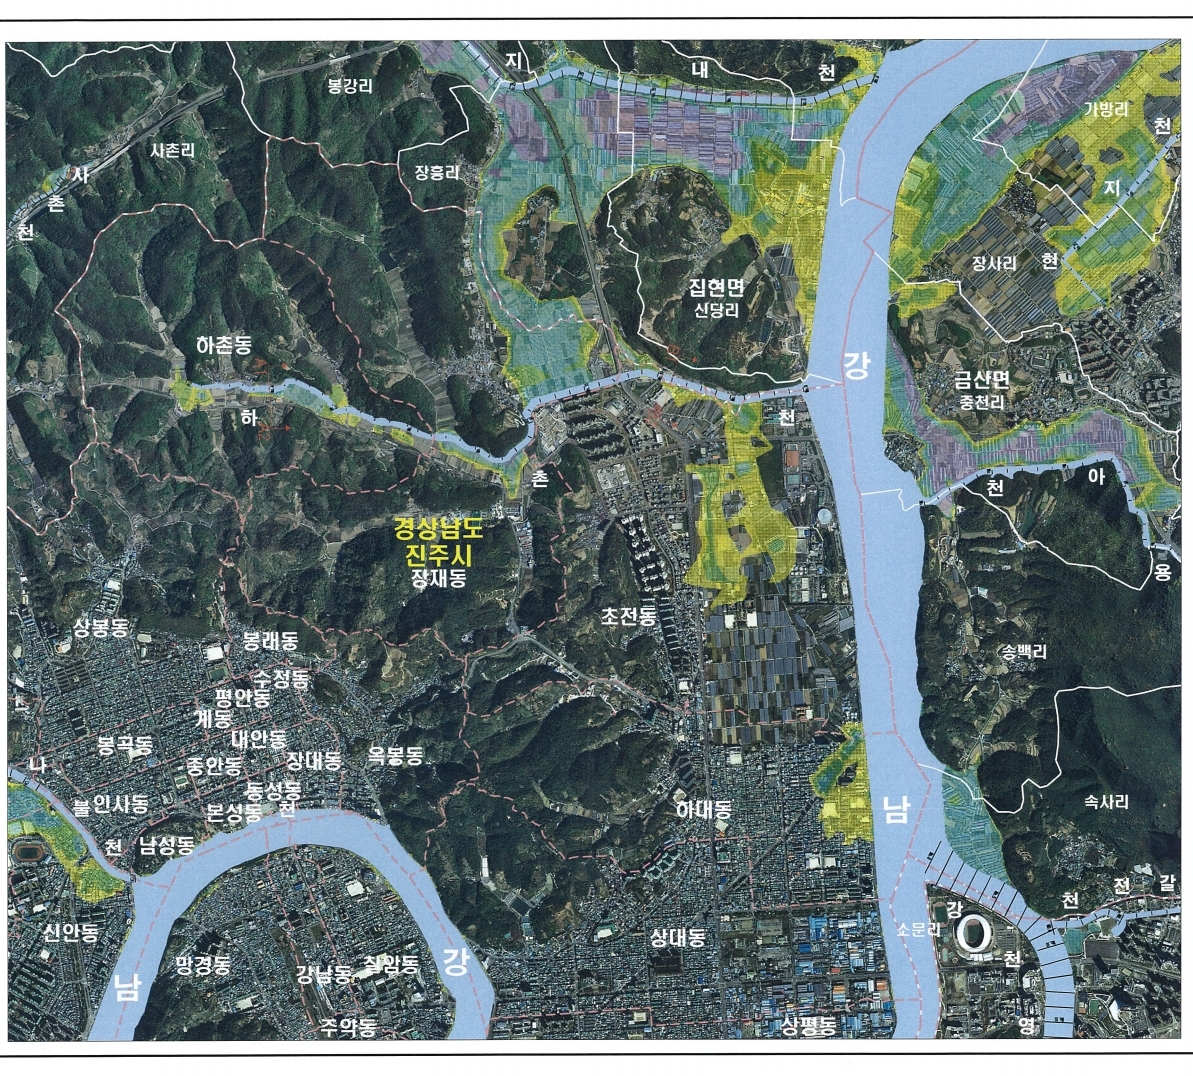 지
내
천
봉강리
가방리
천
사촌리
장흥리
사
촌
천
지
현
장사리
집현면
신당리
하촌동
강
금산면
중천리
하
천
촌
아
천
용
경상남도
진주시
장재동
초전동
상봉동
봉래동
송백리
수정동
평안동
계동
내안동
봉곡동
중안동
장대동
옥봉동
나
동성동
불
인사동
본성동
천
하대동
남
속사리
천
남성동
갈
전
천
강
소문리
신안동
상대동
천
망경동
강남동
칠암동
강
남
주약동
상평동
영